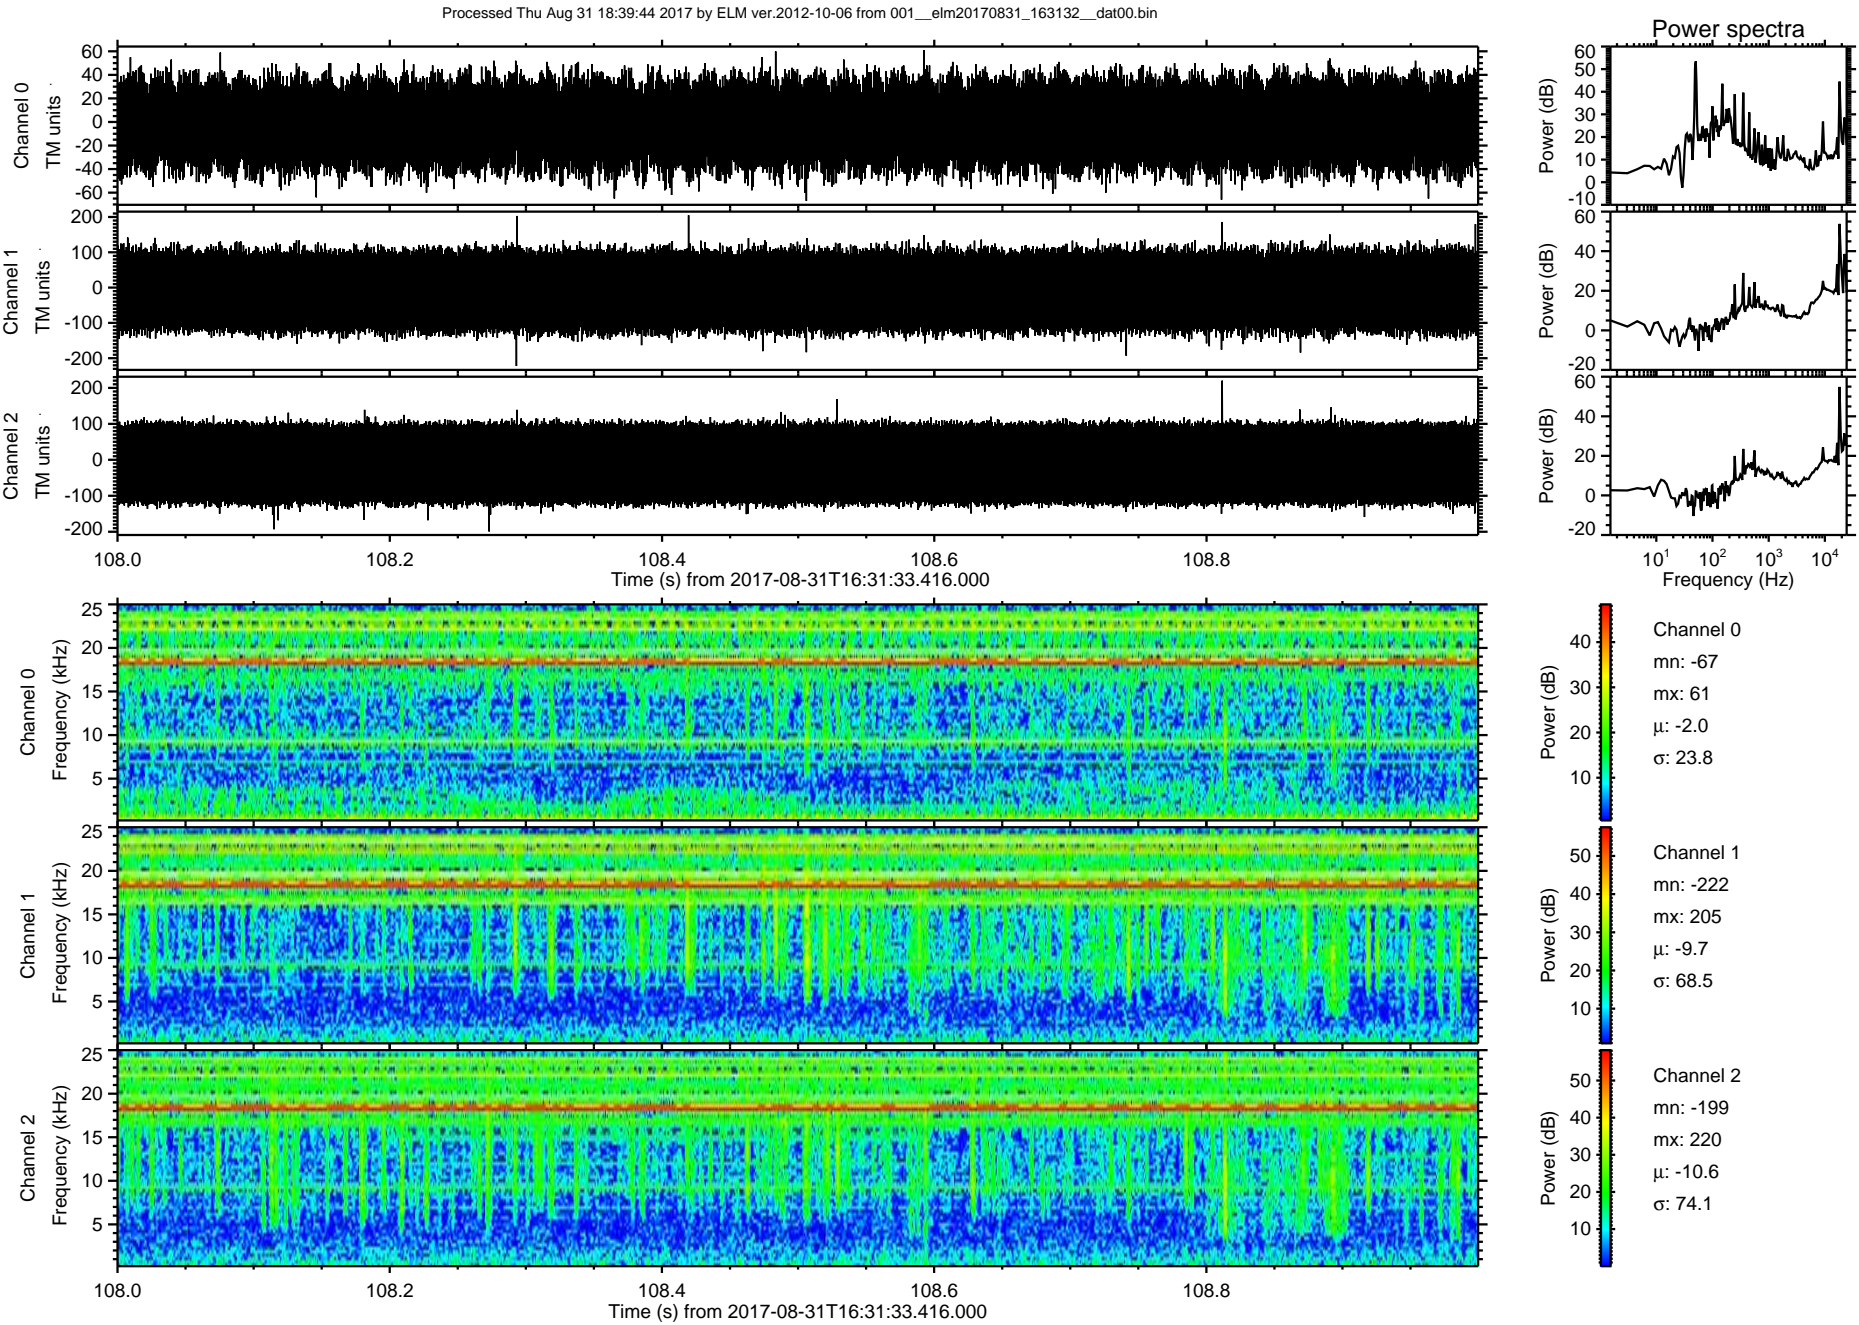 Processed Thu Aug 31 18:39:44 2017 by ELM ver.2012-10-06 from 001__elm20170831_163132__dat00.bin
Power spectra
Channel 0
TM units
60
40
20
0
-20
-40
-60
Power (dB)
60
50
40
30
20
10
0
-10
Channel 1
TM units
200
100
0
-100
-200
Power (dB)
60
40
20
0
-20
Channel 2
TM units
200
100
0
-100
-200
Power (dB)
60
40
20
0
-20
108.0 108.2 108.4 108.6 108.8
Time (s) from 2017-08-31T16:31:33.416.000
10^1 10^2 10^3 10^4
Frequency (Hz)
Channel 0
Frequency (kHz)
25
20
15
10
5
Power (dB)
40
30
20
10
Channel 0
mn: -67
mx: 61
μ: -2.0
σ: 23.8
Channel 1
Frequency (kHz)
25
20
15
10
5
Power (dB)
50
40
30
20
10
Channel 1
mn: -222
mx: 205
μ: -9.7
σ: 68.5
Channel 2
Frequency (kHz)
25
20
15
10
5
Power (dB)
50
40
30
20
10
Channel 2
mn: -199
mx: 220
μ: -10.6
σ: 74.1
108.0 108.2 108.4 108.6 108.8
Time (s) from 2017-08-31T16:31:33.416.000